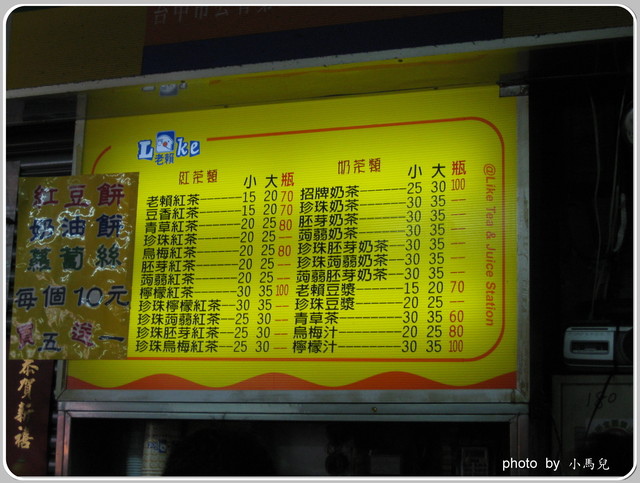 Like
老賴
紅茶類 小 大 瓶
老賴紅茶 15 20 70
豆香紅茶 15 20 70
青草紅茶 20 25 80
珍珠紅茶 20 25 —
烏梅紅茶 20 25 80
胚芽紅茶 20 25 —
蒟蒻紅茶 20 25 —
檸檬紅茶 30 35 100
珍珠檸檬紅茶 30 35 —
珍珠蒟蒻紅茶 25 30 —
珍珠胚芽紅茶 25 30 —
珍珠烏梅紅茶 25 30 —
奶茶類 小 大 瓶
招牌奶茶 25 30 100
珍珠奶茶 30 35 —
胚芽奶茶 30 35 —
蒟蒻奶茶 30 35 —
珍珠胚芽奶茶 30 35 —
珍珠蒟蒻奶茶 30 35 —
蒟蒻胚芽奶茶 30 35 —
老賴豆漿 15 20 70
珍珠豆漿 20 25 —
青草茶 30 35 60
烏梅汁 20 25 80
檸檬汁 30 35 100
@Like Tea & Juice Station
紅豆餅
奶油餅
蘿蔔絲
每個10元
買五送一
恭賀新禧
photo by 小馬兒